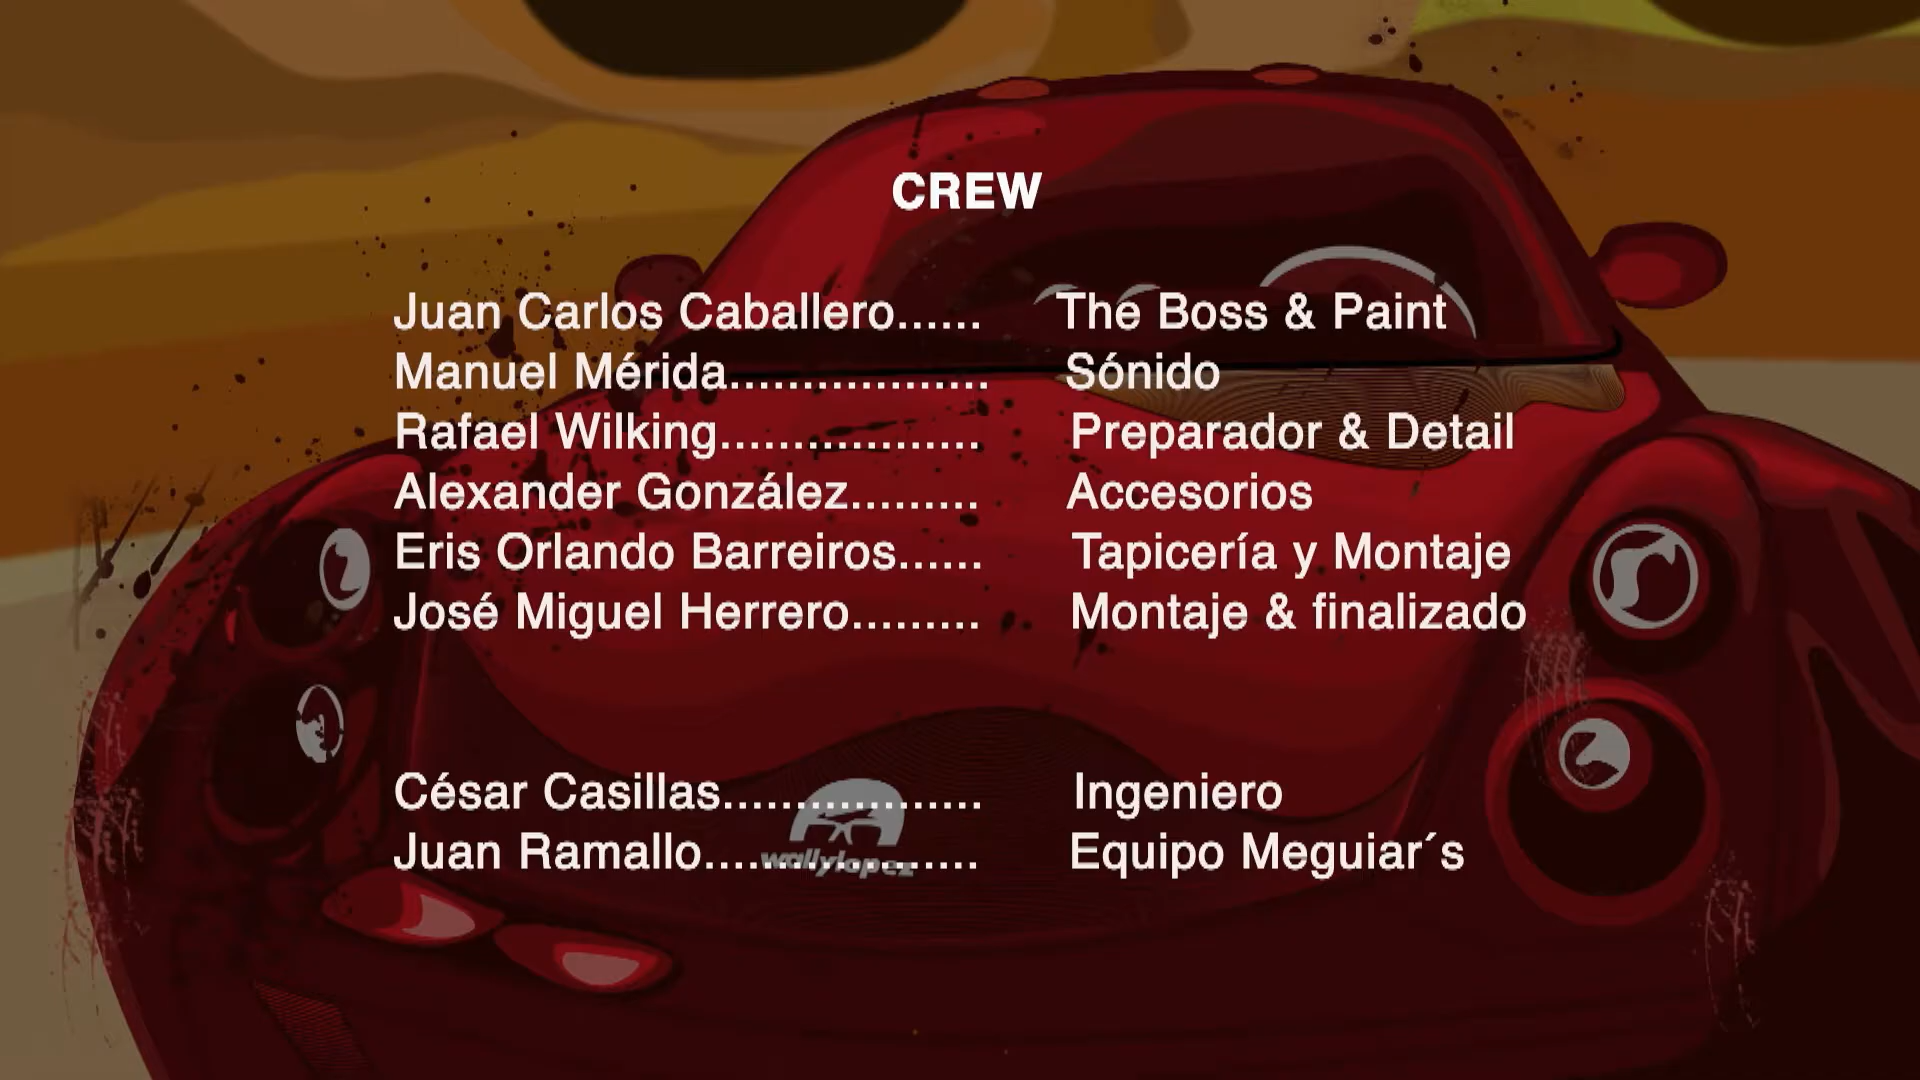 CREW
Juan Carlos Caballero...... The Boss & Paint
Manuel Mérida.................. Sónido
Rafael Wilking.................. Preparador & Detail
Alexander González......... Accesorios
Eris Orlando Barreiros...... Tapicería y Montaje
José Miguel Herrero......... Montaje & finalizado
César Casillas.................. Ingeniero
Juan Ramallo................... Equipo Meguiar´s
wallylopez